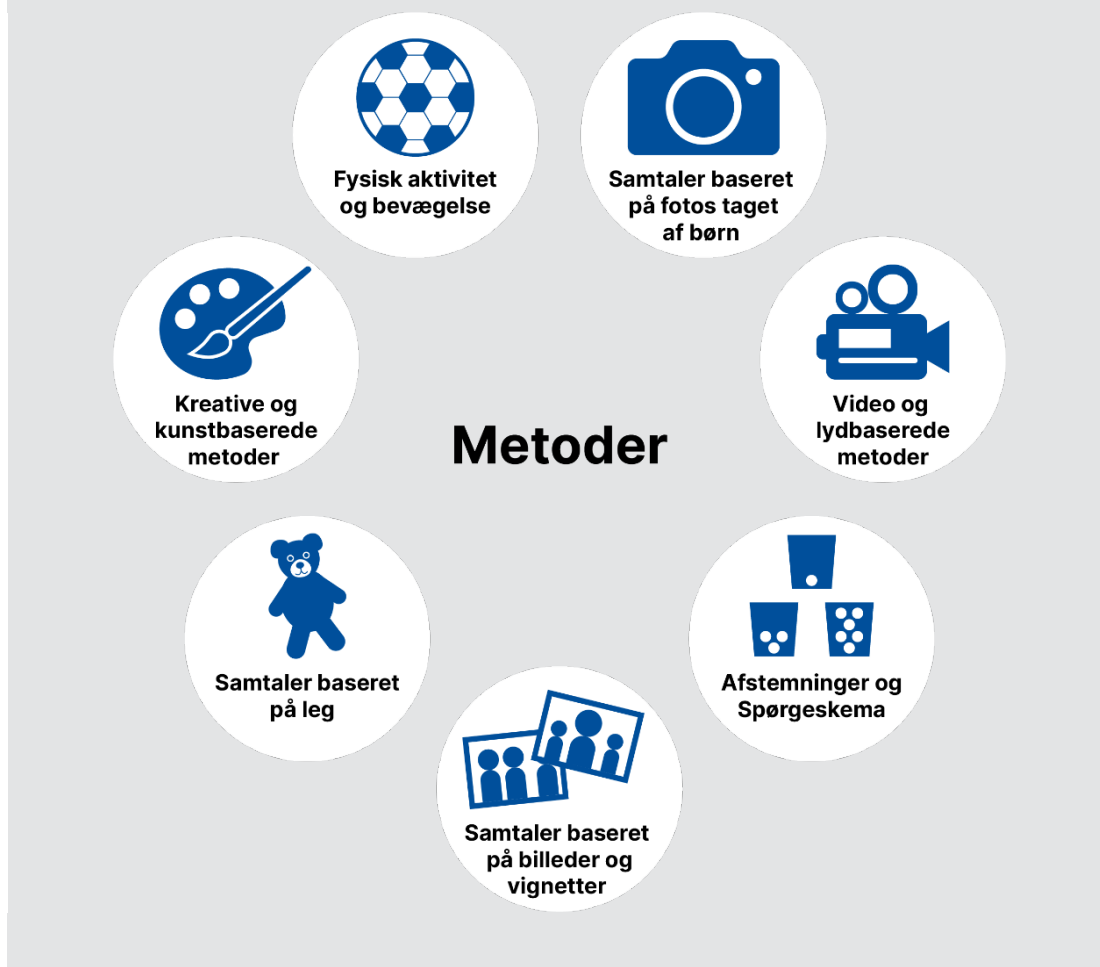 Fysisk aktivitet
og bevægelse
Samtaler baseret
på fotos taget
af børn
Kreative og
kunstbaserede
metoder
Video og
lydbaserede
metoder
Metoder
Samtaler baseret
på leg
Afstemninger og
Spørgeskema
Samtaler baseret
på billeder og
vignetter